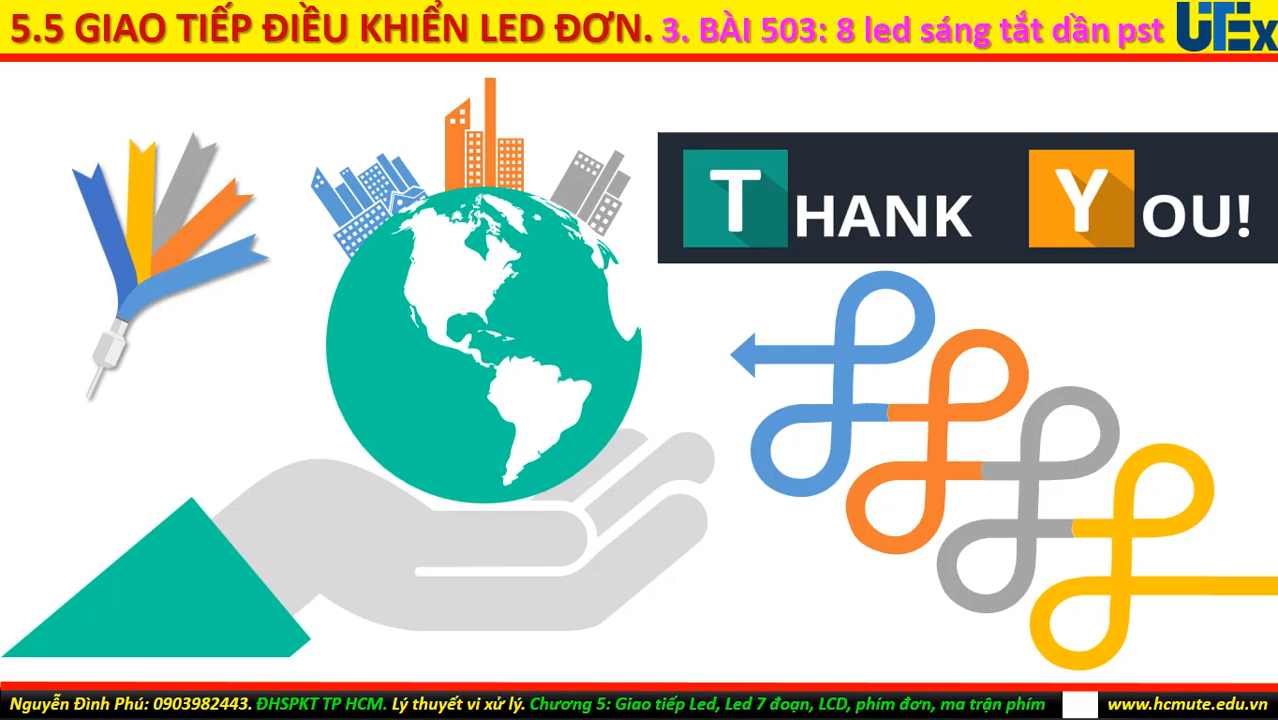 5.5 GIAO TIẾP ĐIỀU KHIỂN LED ĐƠN. 3. BÀI 503: 8 led sáng tắt dần pst
UTEx
THANK YOU!
Nguyễn Đình Phú: 0903982443. ĐHSPKT TP HCM. Lý thuyết vi xử lý. Chương 5: Giao tiếp Led, Led 7 đoạn, LCD, phím đơn, ma trận phím
www.hcmute.edu.vn